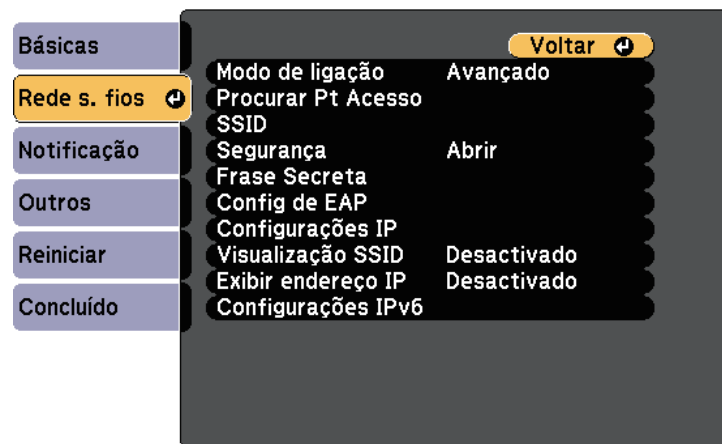 Básicas
Rede s. fios
Notificação
Outros
Reiniciar
Concluído
Voltar
Modo de ligação Avançado
Procurar Pt Acesso
SSID
Segurança Abrir
Frase Secreta
Config de EAP
Configurações IP
Visualização SSID Desactivado
Exibir endereço IP Desactivado
Configurações IPv6